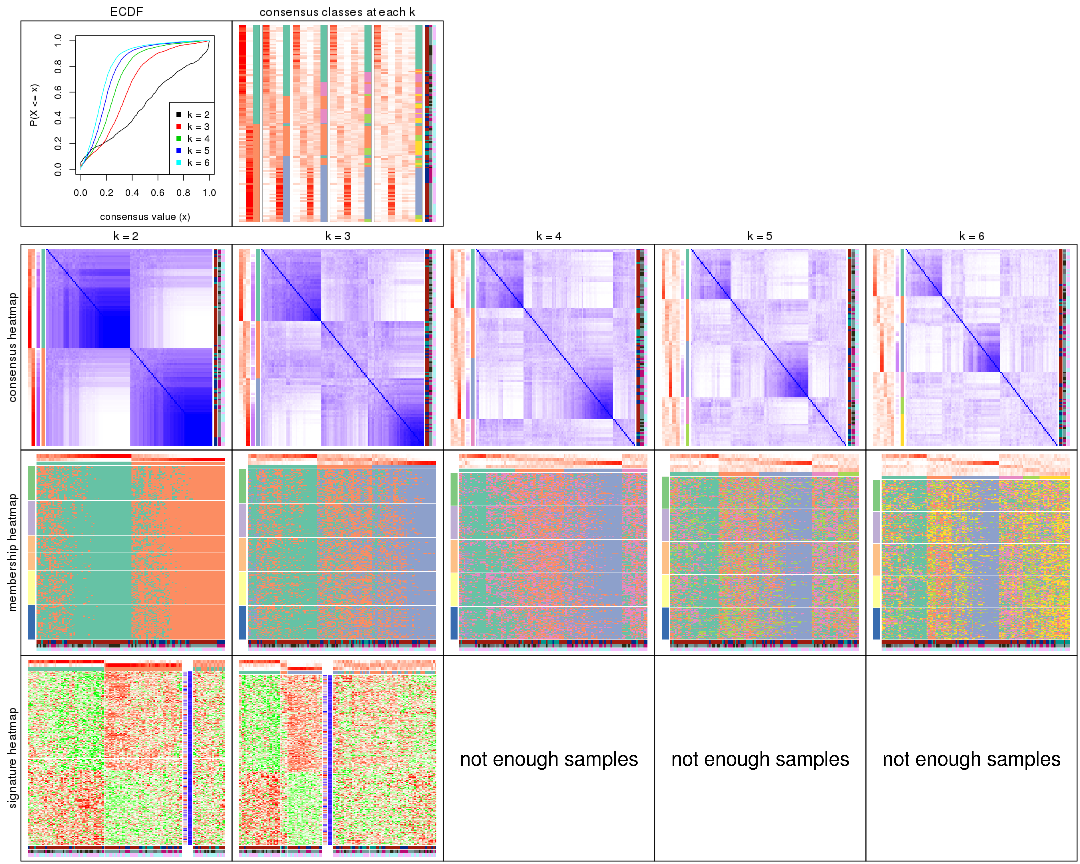 ECDF
consensus classes at each k
P(X <= x)
0.0 0.2 0.4 0.6 0.8 1.0
k = 2
k = 3
k = 4
k = 5
k = 6
0.0 0.2 0.4 0.6 0.8 1.0
consensus value (x)
k = 2
k = 3
k = 4
k = 5
k = 6
consensus heatmap
membership heatmap
signature heatmap
not enough samples
not enough samples
not enough samples